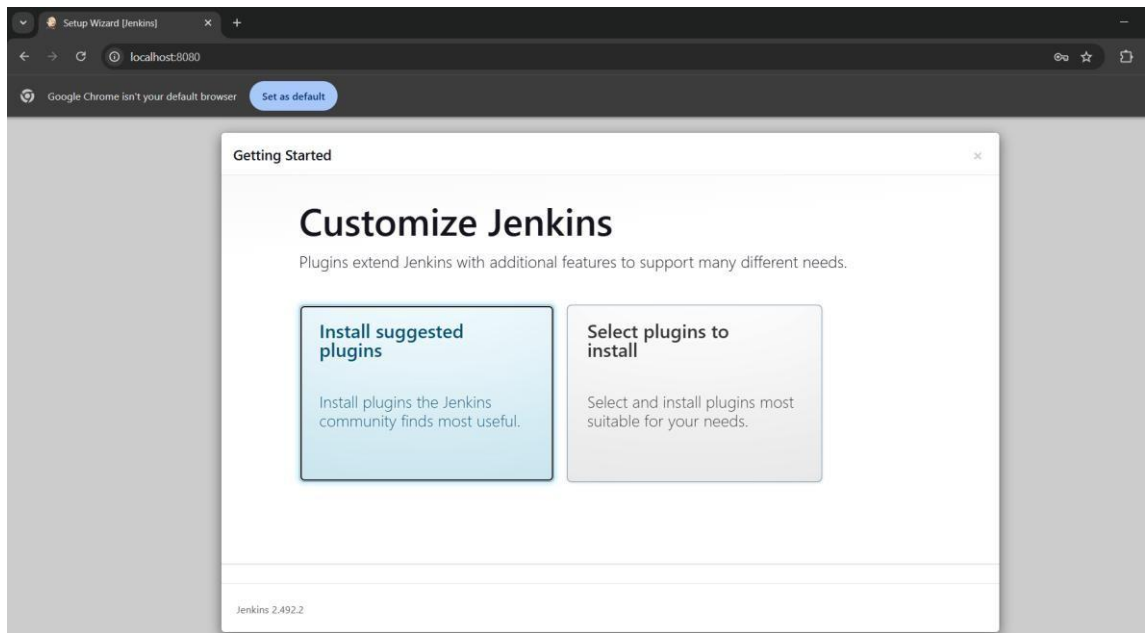 Setup Wizard [Jenkins]
localhost:8080
Google Chrome isn't your default browser
Set as default
Getting Started
Customize Jenkins
Plugins extend Jenkins with additional features to support many different needs.
Install suggested
plugins
Install plugins the Jenkins
community finds most useful.
Select plugins to
install
Select and install plugins most
suitable for your needs.
Jenkins 2.492.2